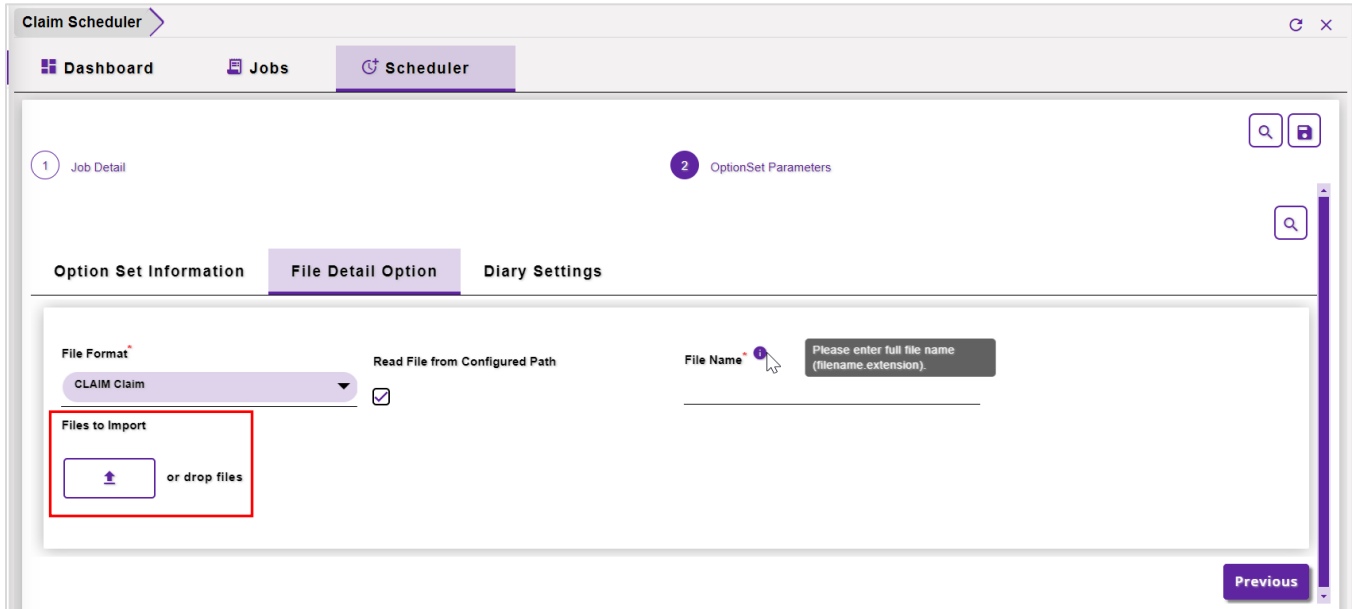 Claim Scheduler
Dashboard
Jobs
Scheduler
1 Job Detail
2 OptionSet Parameters
Option Set Information
File Detail Option
Diary Settings
File Format*
CLAIM Claim
Read File from Configured Path
File Name*
Please enter full file name
(filename.extension).
Files to Import
or drop files
Previous